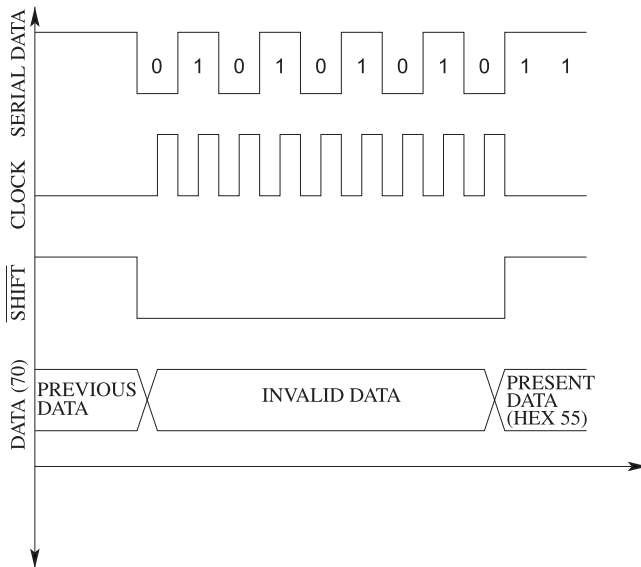 SERIAL DATA
0 1 0 1 0 1 0 1 0 1 1
CLOCK
SHIFT
DATA (70)
PREVIOUS
DATA
INVALID DATA
PRESENT
DATA
(HEX 55)